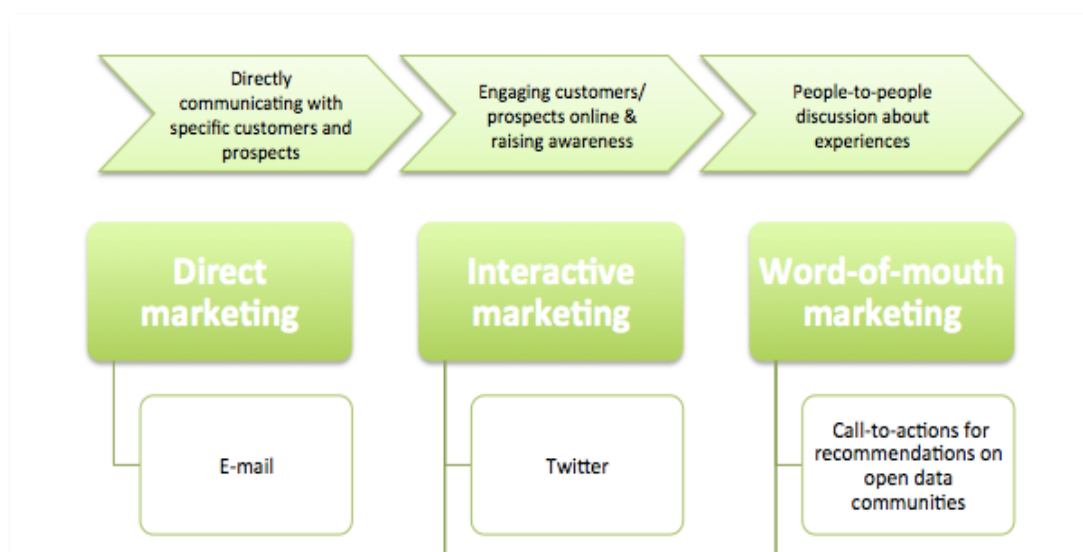 Directly
communicating with
specific customers and
prospects
Engaging customers/
prospects online &
raising awareness
People-to-people
discussion about
experiences
Direct
marketing
Interactive
marketing
Word-of-mouth
marketing
E-mail
Twitter
Call-to-actions for
recommendations on
open data
communities